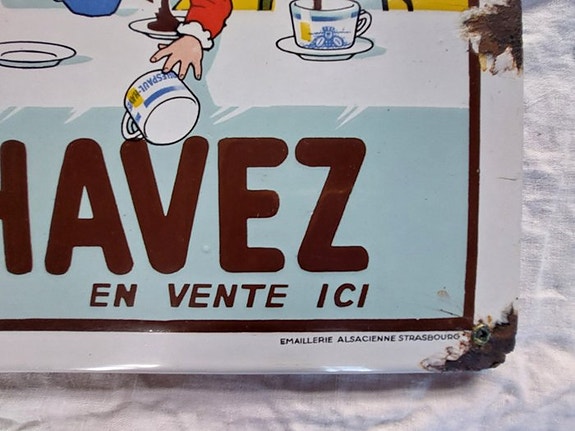 HAVEZ
EN VENTE ICI
EMAILLERIE ALSACIENNE STRASBOURG